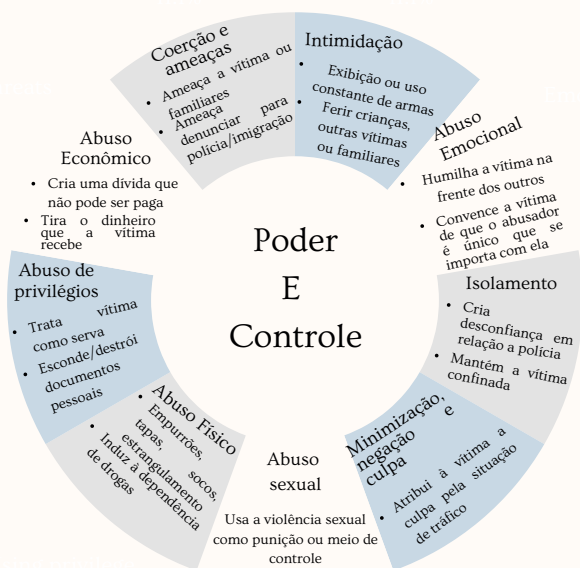 Coerção e
ameaças
• Ameaça a vítima ou
familiares
• Ameaça
denunciar para
polícia/imigração
Intimidação
• Exibição ou uso
constante de armas
• Ferir crianças,
outras vítimas
ou familiares
Abuso
Emocional
• Humilha a vítima na
frente dos outros
• Convence a vítima
de que o abusador
é único que se
importa com ela
Isolamento
• Cria
desconfiança em
relação a polícia
• Mantém a vítima
confinada
Minimização,
negação e
culpa
• Atribui à vítima a
culpa pela situação
de tráfico
Abuso
sexual
• Usa a violência sexual
como punição ou meio de
controle
Abuso Físico
• Empurrões,
tapas, socos,
estrangulamento
• Induz à dependência
de drogas
Abuso de
privilégios
• Trata vítima
como serva
• Esconde/destrói
documentos
pessoais
Abuso
Econômico
• Cria uma dívida que
não pode ser paga
• Tira o dinheiro
que a vítima
recebe
Poder
E
Controle